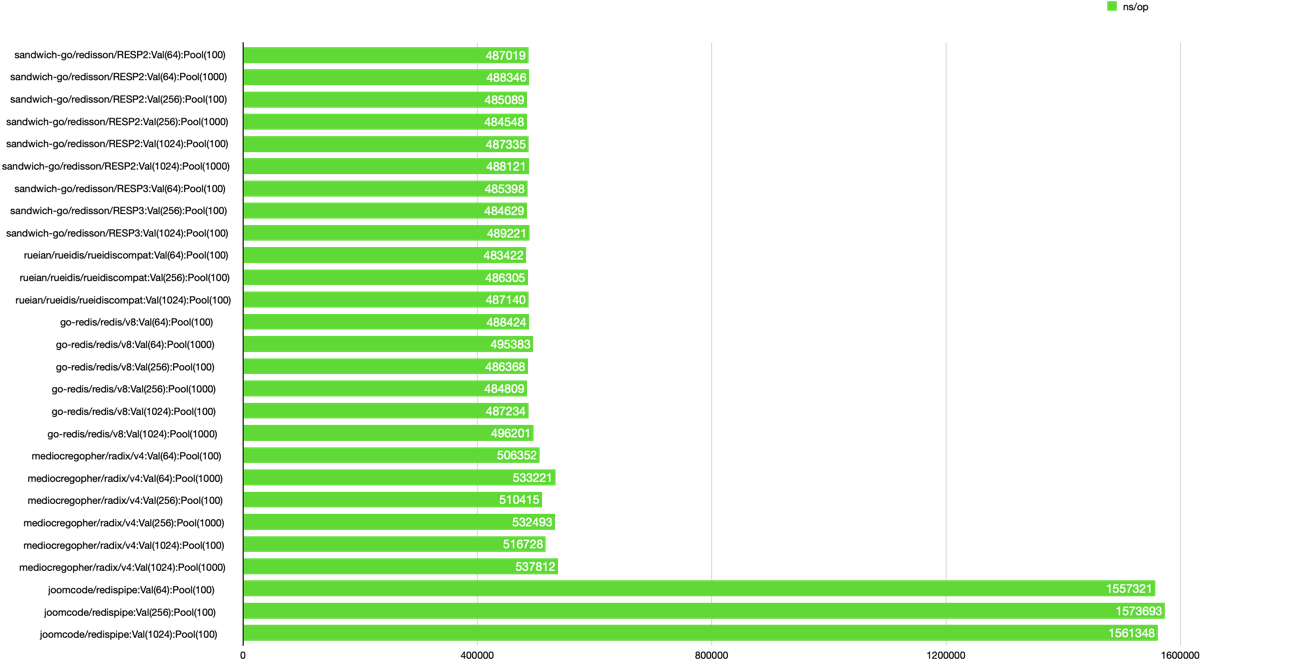 ns/op
sandwich-go/redisson/RESP2:Val(64):Pool(100) 487019
sandwich-go/redisson/RESP2:Val(64):Pool(1000) 488346
sandwich-go/redisson/RESP2:Val(256):Pool(100) 485089
sandwich-go/redisson/RESP2:Val(256):Pool(1000) 484548
sandwich-go/redisson/RESP2:Val(1024):Pool(100) 487335
sandwich-go/redisson/RESP2:Val(1024):Pool(1000) 488121
sandwich-go/redisson/RESP3:Val(64):Pool(100) 485398
sandwich-go/redisson/RESP3:Val(256):Pool(100) 484629
sandwich-go/redisson/RESP3:Val(1024):Pool(100) 489221
rueian/rueidis/rueidiscompat:Val(64):Pool(100) 483422
rueian/rueidis/rueidiscompat:Val(256):Pool(100) 486305
rueian/rueidis/rueidiscompat:Val(1024):Pool(100) 487140
go-redis/redis/v8:Val(64):Pool(100) 488424
go-redis/redis/v8:Val(64):Pool(1000) 495383
go-redis/redis/v8:Val(256):Pool(100) 486368
go-redis/redis/v8:Val(256):Pool(1000) 484809
go-redis/redis/v8:Val(1024):Pool(100) 487234
go-redis/redis/v8:Val(1024):Pool(1000) 496201
mediocregopher/radix/v4:Val(64):Pool(100) 506352
mediocregopher/radix/v4:Val(64):Pool(1000) 533221
mediocregopher/radix/v4:Val(256):Pool(100) 510415
mediocregopher/radix/v4:Val(256):Pool(1000) 532493
mediocregopher/radix/v4:Val(1024):Pool(100) 516728
mediocregopher/radix/v4:Val(1024):Pool(1000) 537812
joomcode/redispipe:Val(64):Pool(100) 1557321
joomcode/redispipe:Val(256):Pool(100) 1573693
joomcode/redispipe:Val(1024):Pool(100) 1561348
0 400000 800000 1200000 1600000